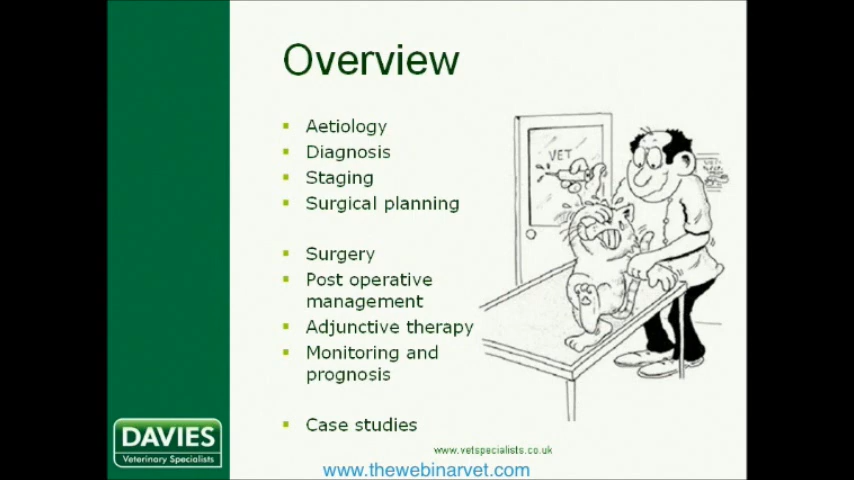 Overview
Aetiology
Diagnosis
Staging
Surgical planning
Surgery
Post operative
management
Adjunctive therapy
Monitoring and
prognosis
Case studies
VET
DAVIES
Veterinary Specialists
www.vetspecialists.co.uk
www.thewebinarvet.com